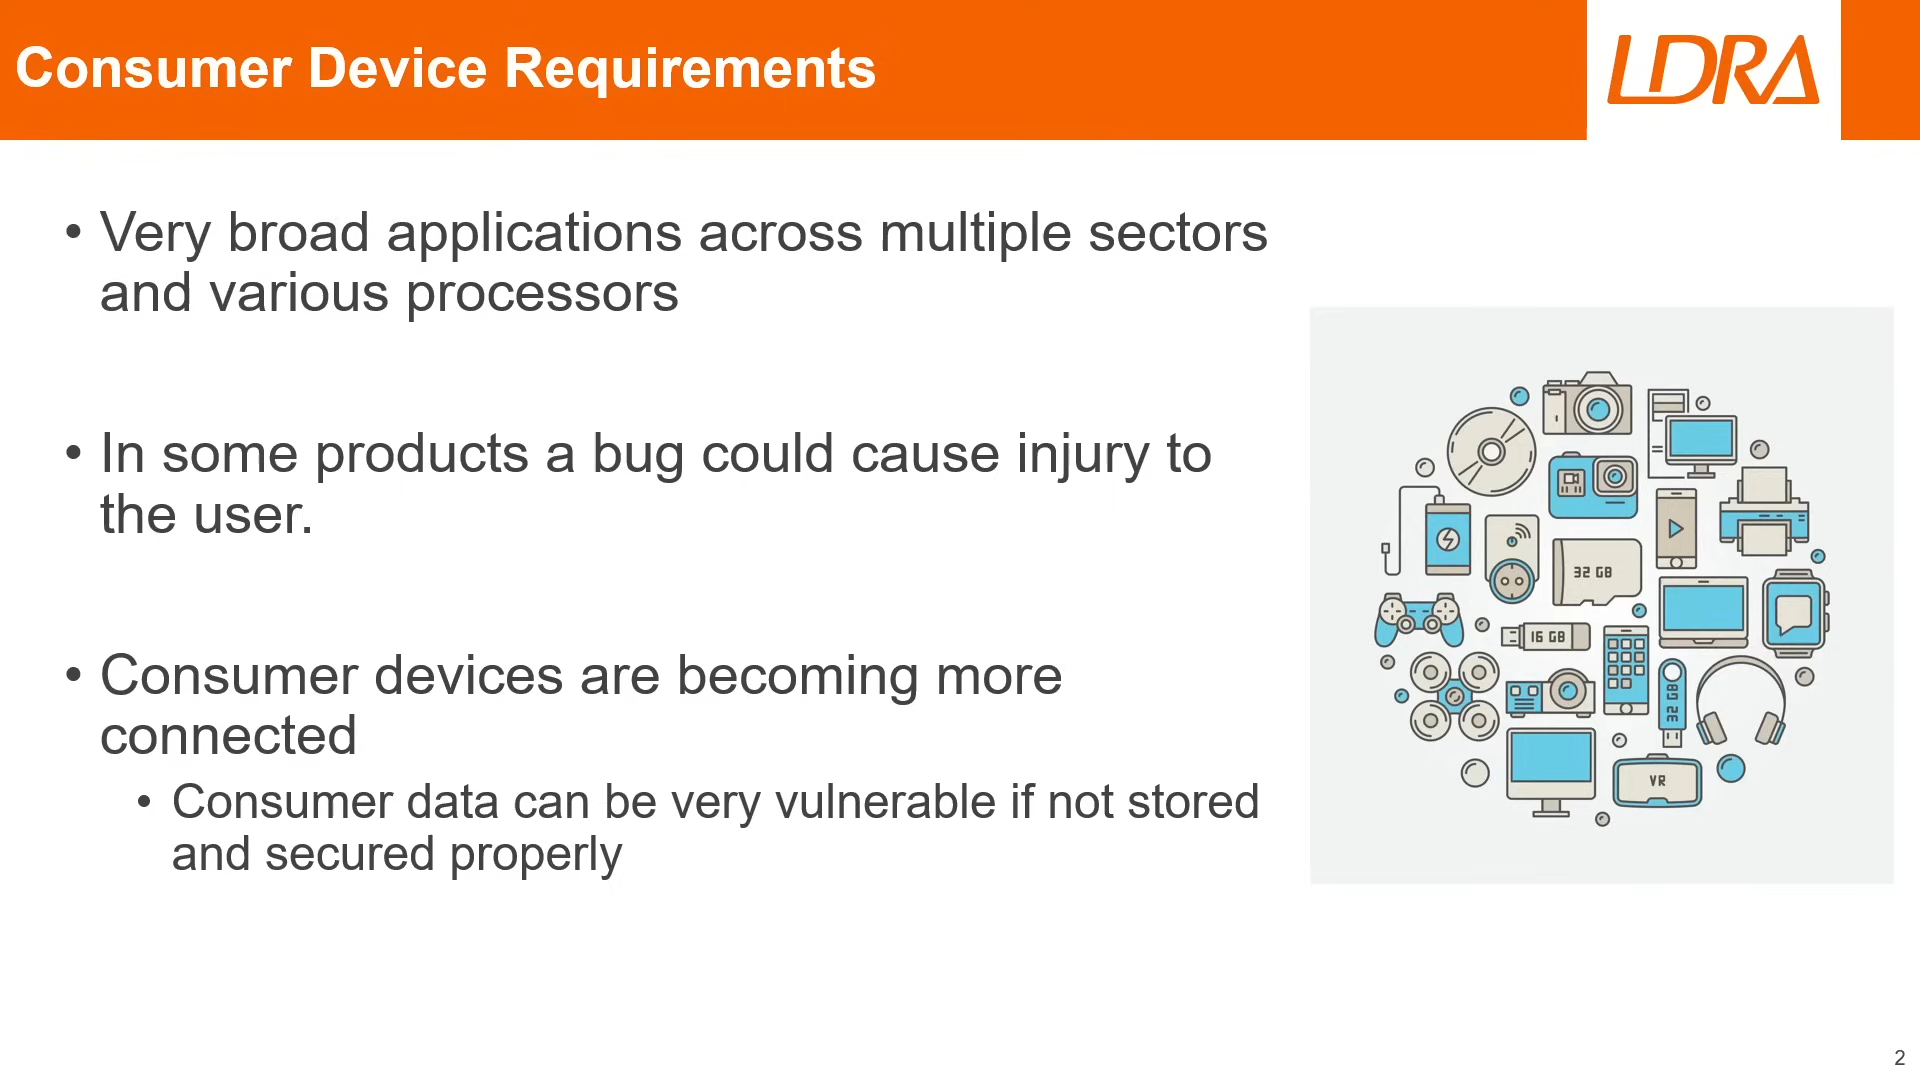 Consumer Device Requirements
LDRA
• Very broad applications across multiple sectors
and various processors
• In some products a bug could cause injury to
the user.
• Consumer devices are becoming more
connected
• Consumer data can be very vulnerable if not stored
and secured properly
32 GB
16 GB
32 GB
VR
2